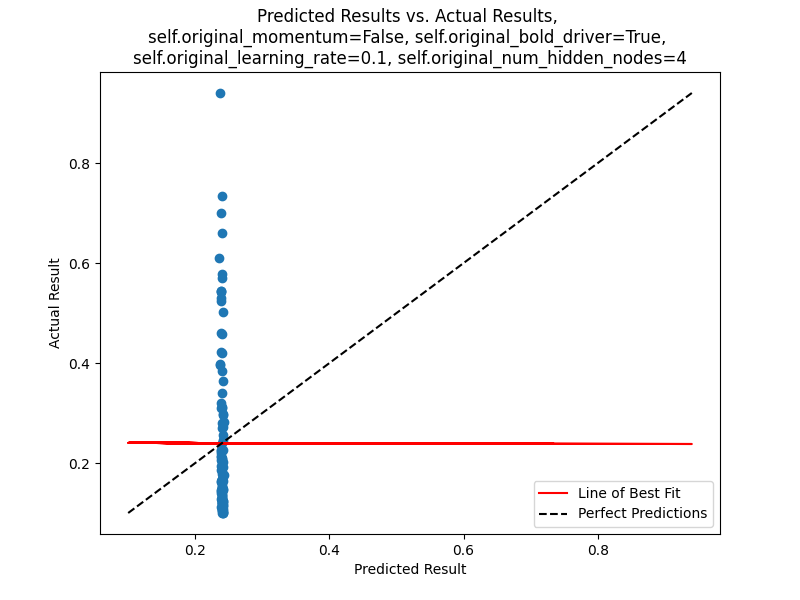 Predicted Results vs. Actual Results,
self.original_momentum=False, self.original_bold_driver=True,
self.original_learning_rate=0.1, self.original_num_hidden_nodes=4
Actual Result
0.8
0.6
0.4
0.2
Line of Best Fit
Perfect Predictions
0.2 0.4 0.6 0.8
Predicted Result